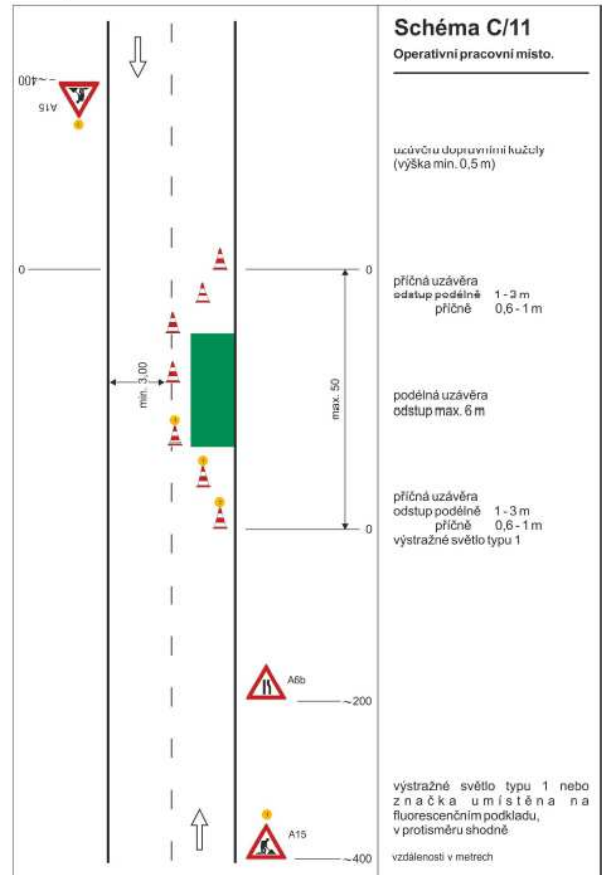 Schéma C/11
Operativní pracovní místo.
~400
A15
uzávěra dopravními kužely
(výška min. 0,5 m)
0
0
příčná uzávěra
odstup podélně 1 - 3 m
příčně 0,6 - 1 m
min. 3,00
max. 50
podélná uzávěra
odstup max. 6 m
příčná uzávěra
odstup podélně 1 - 3 m
příčně 0,6 - 1 m
výstražné světlo typu 1
0
A6b
~200
výstražné světlo typu 1 nebo
značka umístěna na
fluorescenčním podkladu,
v protisměru shodně
A15
~400
vzdálenosti v metrech